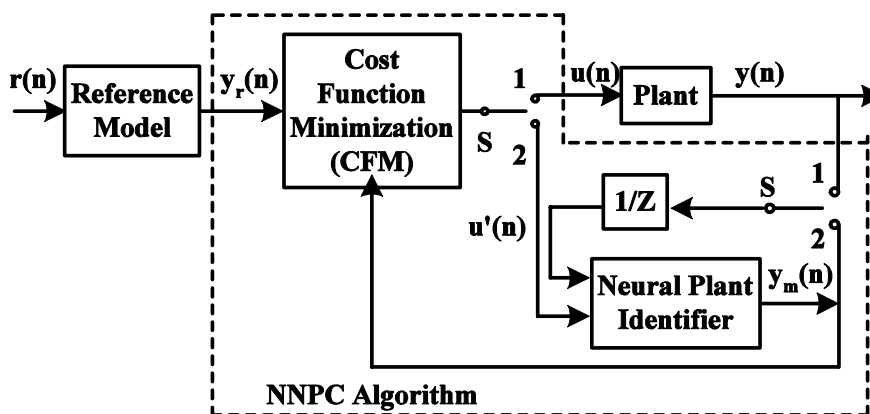 r(n)
Reference
Model
y_r(n)
Cost
Function
Minimization
(CFM)
S
1
2
u(n)
Plant
y(n)
u'(n)
1/Z
S
1
2
Neural Plant
Identifier
y_m(n)
NNPC Algorithm